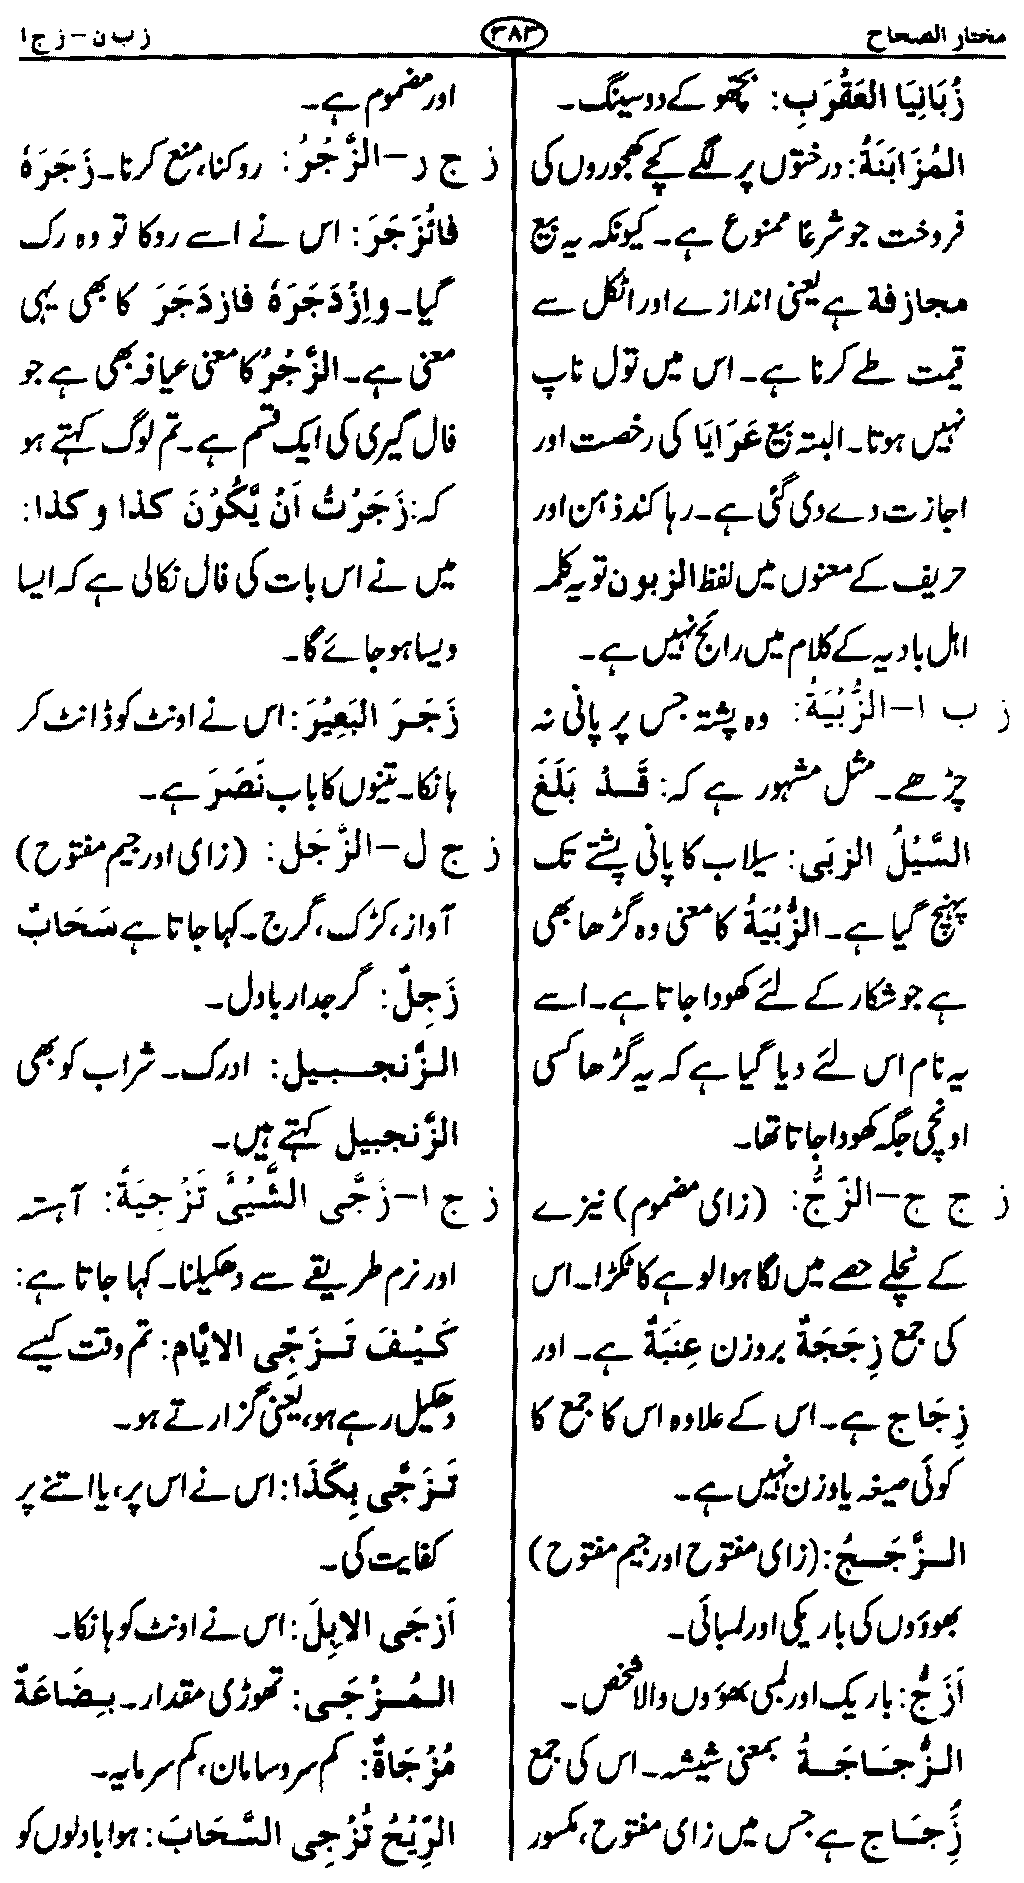 مختار الصحاح
۳۸۳
ز ب ن – ز ج ا
زُبَانِيَا العَقْرَبِ: بچھو کے دو سینگ۔
المُزَابَنَةُ: درختوں پر لگے کچے کھجوروں کی
فروخت جو شرعاً ممنوع ہے۔ کیونکہ یہ بیع
مجازفۃ ہے یعنی اندازے اور اٹکل سے
قیمت طے کرنا ہے۔ اس میں تول ناپ
نہیں ہوتا۔ البتہ بیع عَرَایَا کی رخصت اور
اجازت دے دی گئی ہے۔ رہا کند ذہن اور
حریف کے معنوں میں لفظ الزبون تو یہ کلمہ
اہل بادیہ کے کلام میں رائج نہیں ہے۔
ز ب ا – الزُّبْيَةُ: وہ پشتہ جس پر پانی نہ
چڑھے۔ مثل مشہور ہے کہ: قَدْ بَلَغَ
السَّيْلُ الزبَى: سیلاب کا پانی پشتے تک
پہنچ گیا ہے۔ الزُّبْيَةُ کا معنی وہ گڑھا بھی
ہے جو شکار کے لئے کھودا جاتا ہے۔ اسے
یہ نام اس لئے دیا گیا ہے کہ یہ گڑھا کسی
اونچی جگہ کھودا جاتا تھا۔
ز ج ج – الزُّجُّ: (زای مضموم) نیزے
کے نچلے حصے میں لگا ہوا لوہے کا ٹکڑا۔ اس
کی جمع زِجَجَةٌ بروزن عِنَبَةٌ ہے۔ اور
زِجَاج ہے۔ اس کے علاوہ اس کا جمع کا
کوئی صیغہ یا وزن نہیں ہے۔
الزَّجَجُ: (زای مفتوح اور جیم مفتوح)
بھووں کی باریکی اور لمبائی۔
اَزَجُّ: باریک اور لمبی بھووں والا شخص۔
الزُّجَاجَةُ بمعنی شیشہ۔ اس کی جمع
زُجَاج ہے جس میں زای مفتوح، مکسور
اور مضموم ہے۔
ز ج ر – الزَّجْرُ: روکنا، منع کرنا۔ زَجَرَهٗ
فَانْزَجَرَ: اس نے اسے روکا تو وہ رک
گیا۔ وازْدَجَرَهٗ فازدَجَرَ کا بھی یہی
معنی ہے۔ الزَّجْرُ کا معنی عیافہ بھی ہے جو
فال گیری کی ایک قسم ہے۔ تم لوگ کہتے ہو
کہ: زَجَرْتُ اَنْ يَّكُوْنَ كذا و كذا:
میں نے اس بات کی فال نکالی ہے کہ ایسا
ویسا ہو جائے گا۔
زَجَرَ البَعِيْرَ: اس نے اونٹ کو ڈانٹ کر
ہانکا۔ تینوں کا باب نَصَرَ ہے۔
ز ج ل – الزَّجَل: (زای اور جیم مفتوح)
آواز، کڑک، گرج۔ کہا جاتا ہے سَحَابٌ
زَجِلٌ: گرجدار بادل۔
الزَّنجبيل: ادرک۔ شراب کو بھی
الزَّنجبيل کہتے ہیں۔
ز ج ا – زَجَّى الشَّيْئَ تَزْجِيَةً: آہستہ
اور نرم طریقے سے دھکیلنا۔ کہا جاتا ہے:
كَيْفَ تَزَجِّى الايَّام: تم وقت کیسے
دھکیل رہے ہو، یعنی گزارتے ہو۔
تَزَجّٰى بِكَذَا: اس نے اس پر، یا اتنے پر
کفایت کی۔
اَزجَى الابِلَ: اس نے اونٹ کو ہانکا۔
المُزْجَى: تھوڑی مقدار۔ بِضَاعَةٌ
مُزْجَاةٌ: کم سروسامان، کم سرمایہ۔
الرِّيْحُ تُزْجِى السَّحَابَ: ہوا بادلوں کو